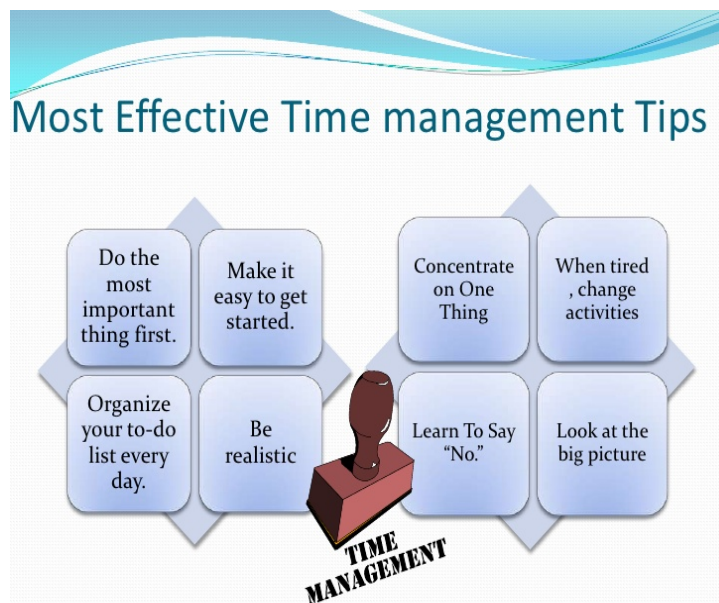 Most Effective Time management Tips
Do the
most
important
thing first.
Make it
easy to get
started.
Organize
your to-do
list every
day.
Be
realistic
Concentrate
on One
Thing
When tired
, change
activities
Learn To Say
“No.”
Look at the
big picture
TIME
MANAGEMENT